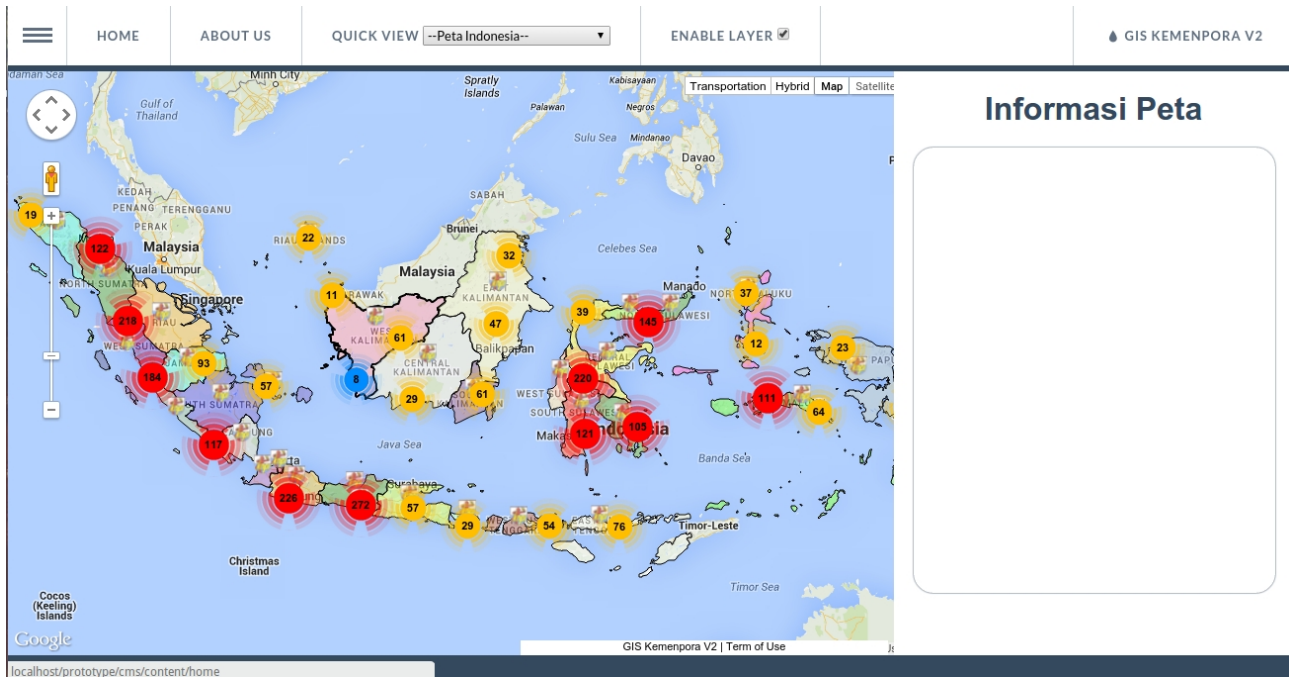 HOME
ABOUT US
QUICK VIEW --Peta Indonesia--
ENABLE LAYER
GIS KEMENPORA V2
Minh City
Spratly
Islands
Kabisayaan
Transportation Hybrid Map Satellite
Informasi Peta
Gulf of
Thailand
Palawan
Negros
Sulu Sea
Mindanao
Davao
KEDAH
PENANG
TERENGGANU
PERAK
SABAH
19
122
Malaysia
Kuala Lumpur
22
Brunei
32
Celebes Sea
Malaysia
Manado
NORTH SUMATRA
Singapore
11
EAST
KALIMANTAN
37
218
RIAU
39
145
47
61
12
23
Balikpapan
CENTRAL
KALIMANTAN
184
93
57
8
220
29
61
111
64
117
121
105
Java Sea
Banda Sea
Surabaya
226
272
57
29
54
76
Timor-Leste
Christmas
Island
Timor Sea
Cocos
(Keeling)
Islands
Google
GIS Kemenpora V2 | Term of Use
localhost/prototype/cms/content/home